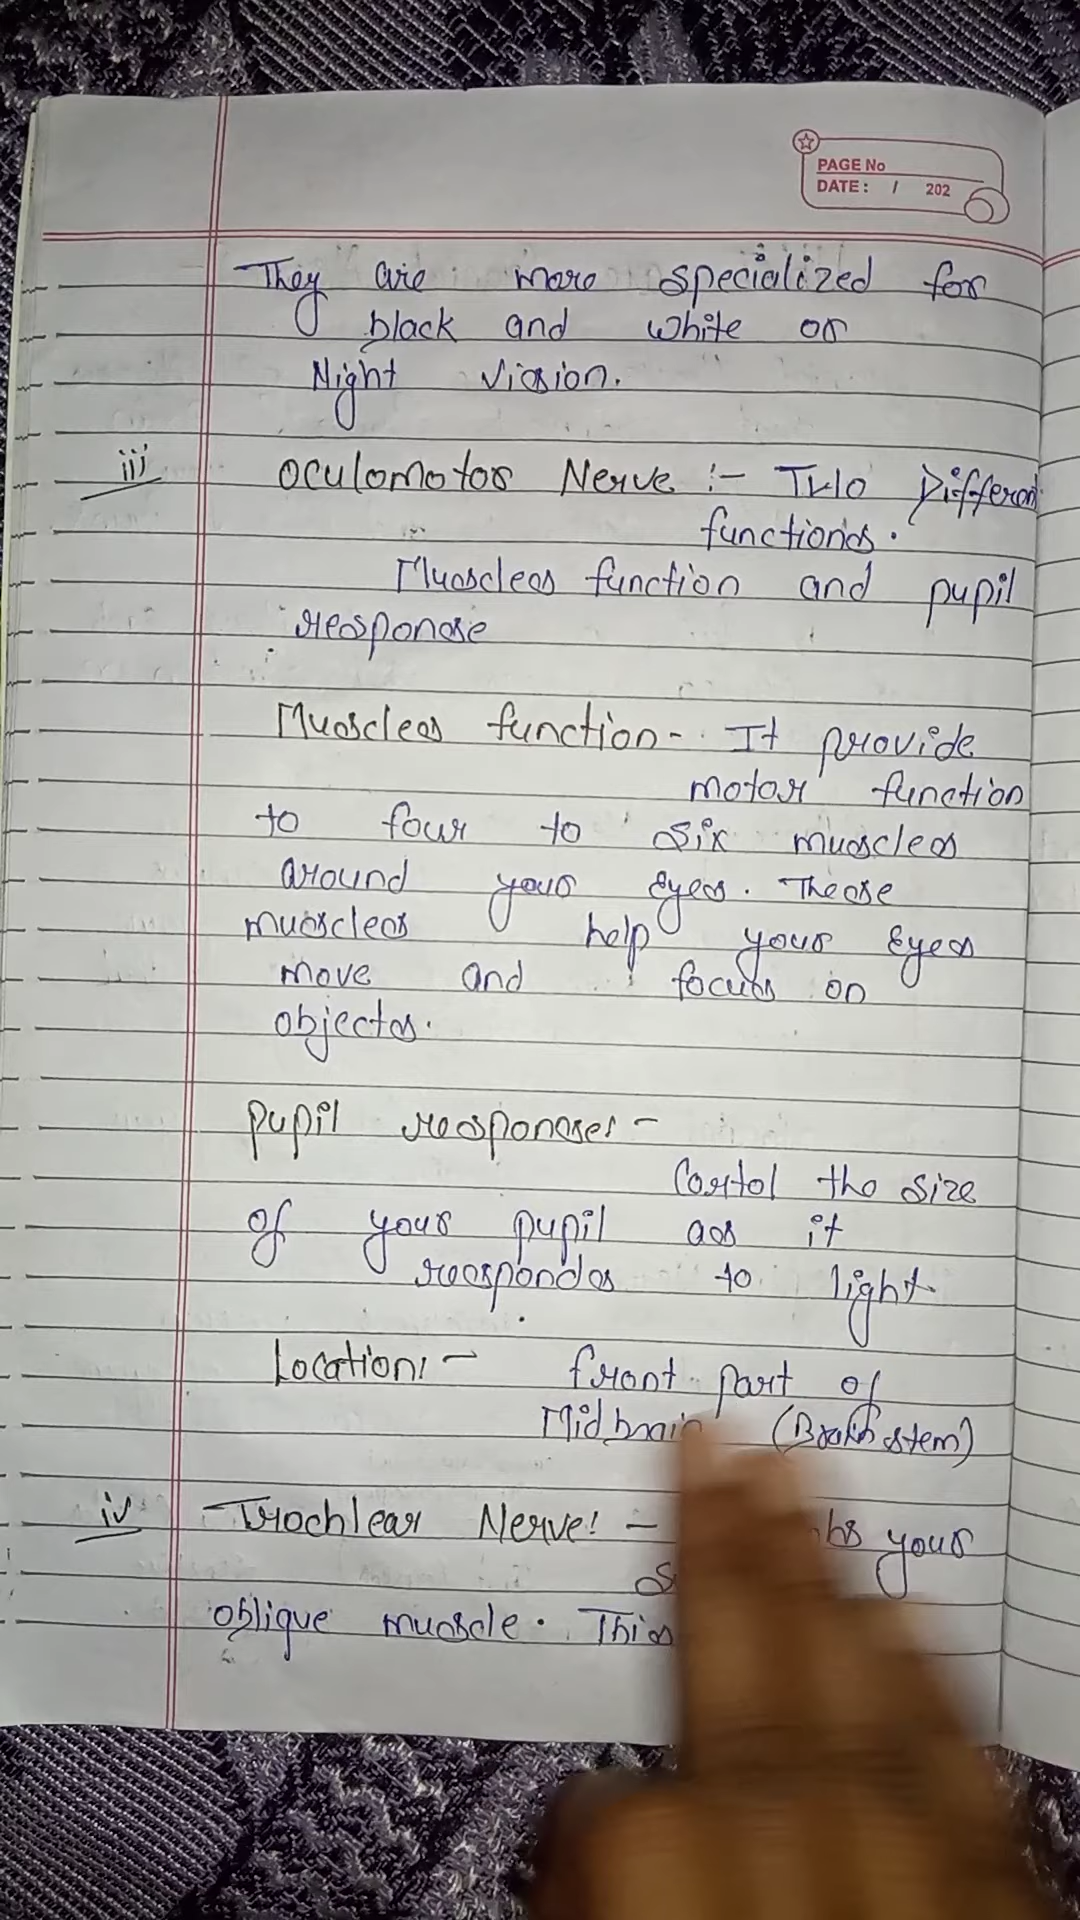 PAGE No
DATE: / 202
They are more specialized for
black and white or
Night Vission.
iii Oculomotor Nerve :- Two Different
functions.
Muscles function and pupil
response
Muscles function - It provide
motor function
to four to six muscles
around your Eyes. These
muscles help your Eyes
move and focus on
objects.
Pupil response: -
Cortol the size
of your pupil as it
responds to light.
Location: - front part of
Midbrain (Brain stem)
iv Trochlear Nerve: - your
oblique muscle. This